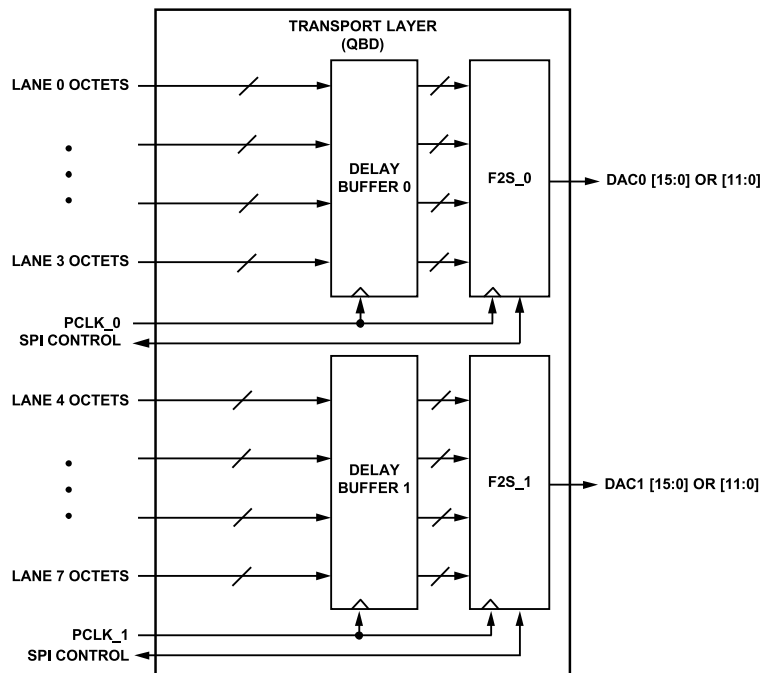 TRANSPORT LAYER
(QBD)
LANE 0 OCTETS
DELAY
BUFFER 0
F2S_0
DAC0 [15:0] OR [11:0]
LANE 3 OCTETS
PCLK_0
SPI CONTROL
LANE 4 OCTETS
DELAY
BUFFER 1
F2S_1
DAC1 [15:0] OR [11:0]
LANE 7 OCTETS
PCLK_1
SPI CONTROL